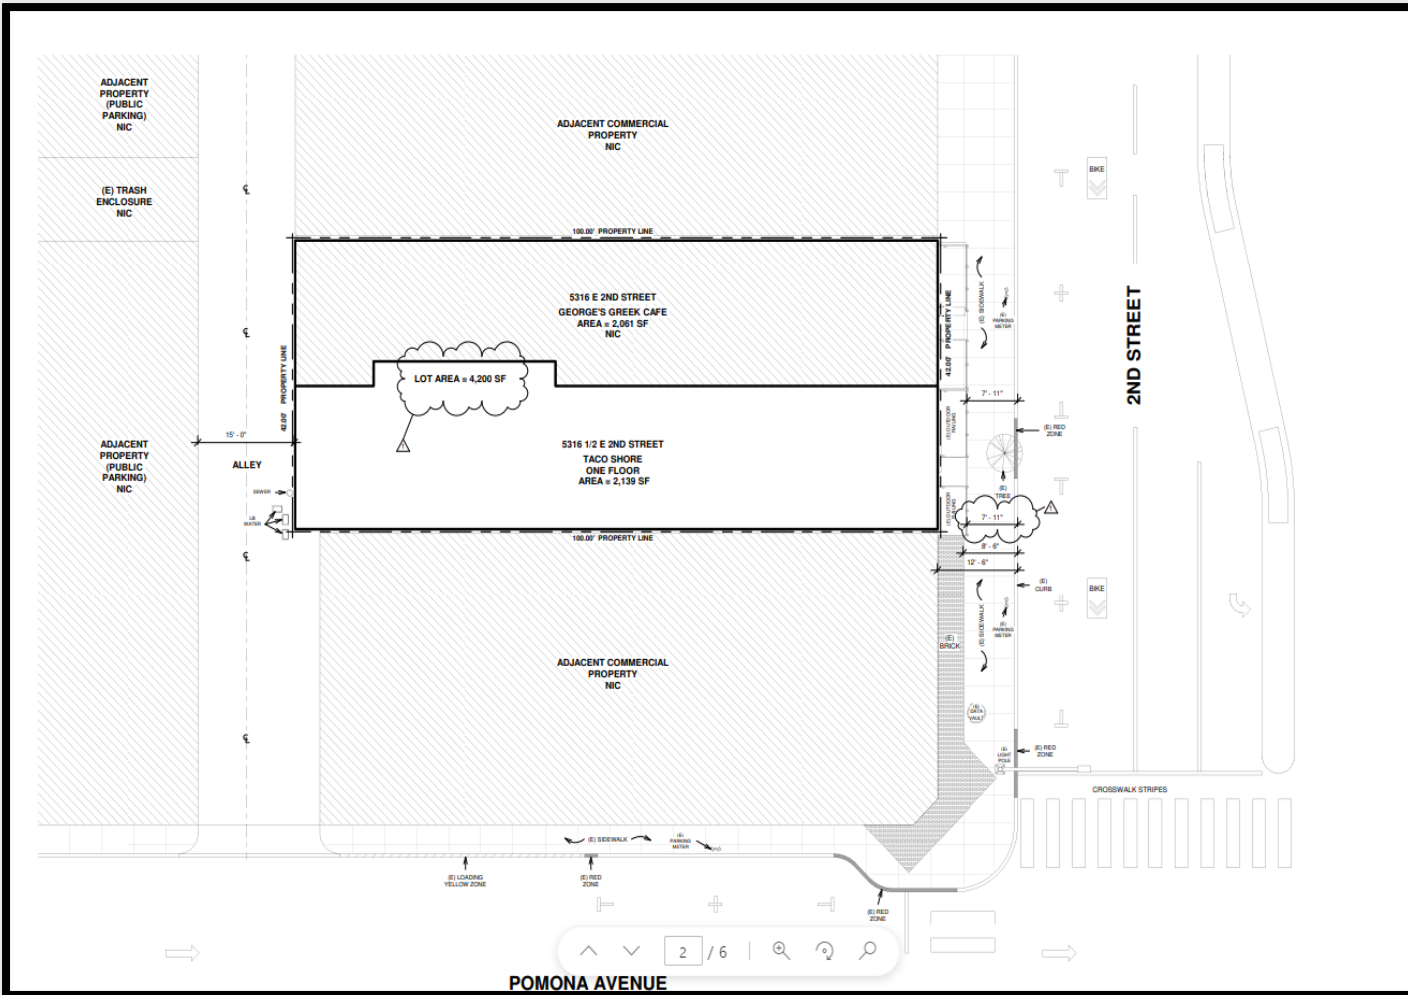 ADJACENT
PROPERTY
(PUBLIC
PARKING)
NIC
(E) TRASH
ENCLOSURE
NIC
ADJACENT
PROPERTY
(PUBLIC
PARKING)
NIC
ADJACENT COMMERCIAL
PROPERTY
NIC
100.00' PROPERTY LINE
5316 E 2ND STREET
GEORGE'S GREEK CAFE
AREA = 2,061 SF
NIC
LOT AREA = 4,200 SF
42.00' PROPERTY LINE
15' - 0"
ALLEY
SEWER
LB
WATER
5316 1/2 E 2ND STREET
TACO SHORE
ONE FLOOR
AREA = 2,139 SF
100.00' PROPERTY LINE
42.00' PROPERTY LINE
(E) SIDEWALK
(E)
PARKING
METER
7' - 11"
(E) OUTDOOR
RAILING
(E) RED
ZONE
(E)
TREE
(E) OUTDOOR
RAILING
7' - 11"
8' - 6"
12' - 6"
(E)
CURB
(E) SIDEWALK
(E)
PARKING
METER
(E)
BRICK
(E)
DATA
VAULT
(E)
LIGHT
POLE
(E) RED
ZONE
BIKE
BIKE
2ND STREET
CROSSWALK STRIPES
ADJACENT COMMERCIAL
PROPERTY
NIC
(E) SIDEWALK
(E)
PARKING
METER
(E) LOADING
YELLOW ZONE
(E) RED
ZONE
(E) RED
ZONE
2 / 6
POMONA AVENUE